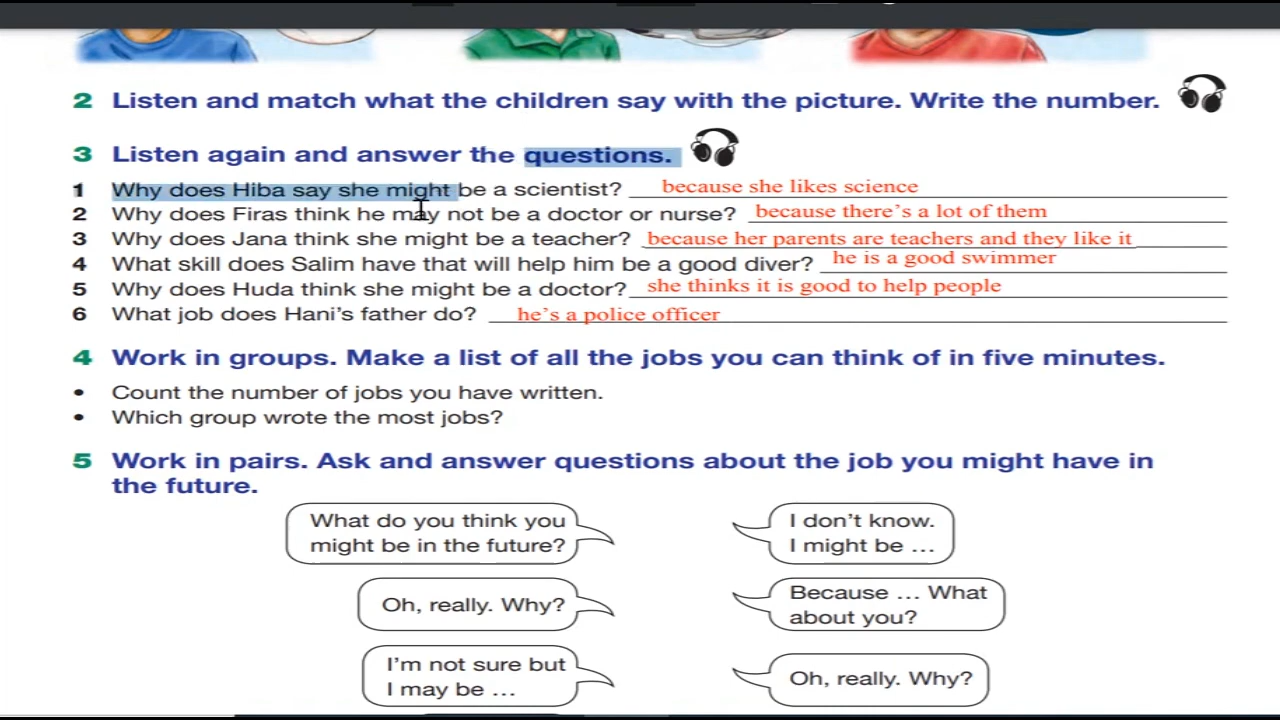 2 Listen and match what the children say with the picture. Write the number.
3 Listen again and answer the questions.
1 Why does Hiba say she might be a scientist? because she likes science
2 Why does Firas think he may not be a doctor or nurse? because there's a lot of them
3 Why does Jana think she might be a teacher? because her parents are teachers and they like it
4 What skill does Salim have that will help him be a good diver? he is a good swimmer
5 Why does Huda think she might be a doctor? she thinks it is good to help people
6 What job does Hani's father do? he's a police officer
4 Work in groups. Make a list of all the jobs you can think of in five minutes.
• Count the number of jobs you have written.
• Which group wrote the most jobs?
5 Work in pairs. Ask and answer questions about the job you might have in
the future.
What do you think you
might be in the future?
I don't know.
I might be ...
Oh, really. Why?
Because ... What
about you?
I'm not sure but
I may be ...
Oh, really. Why?